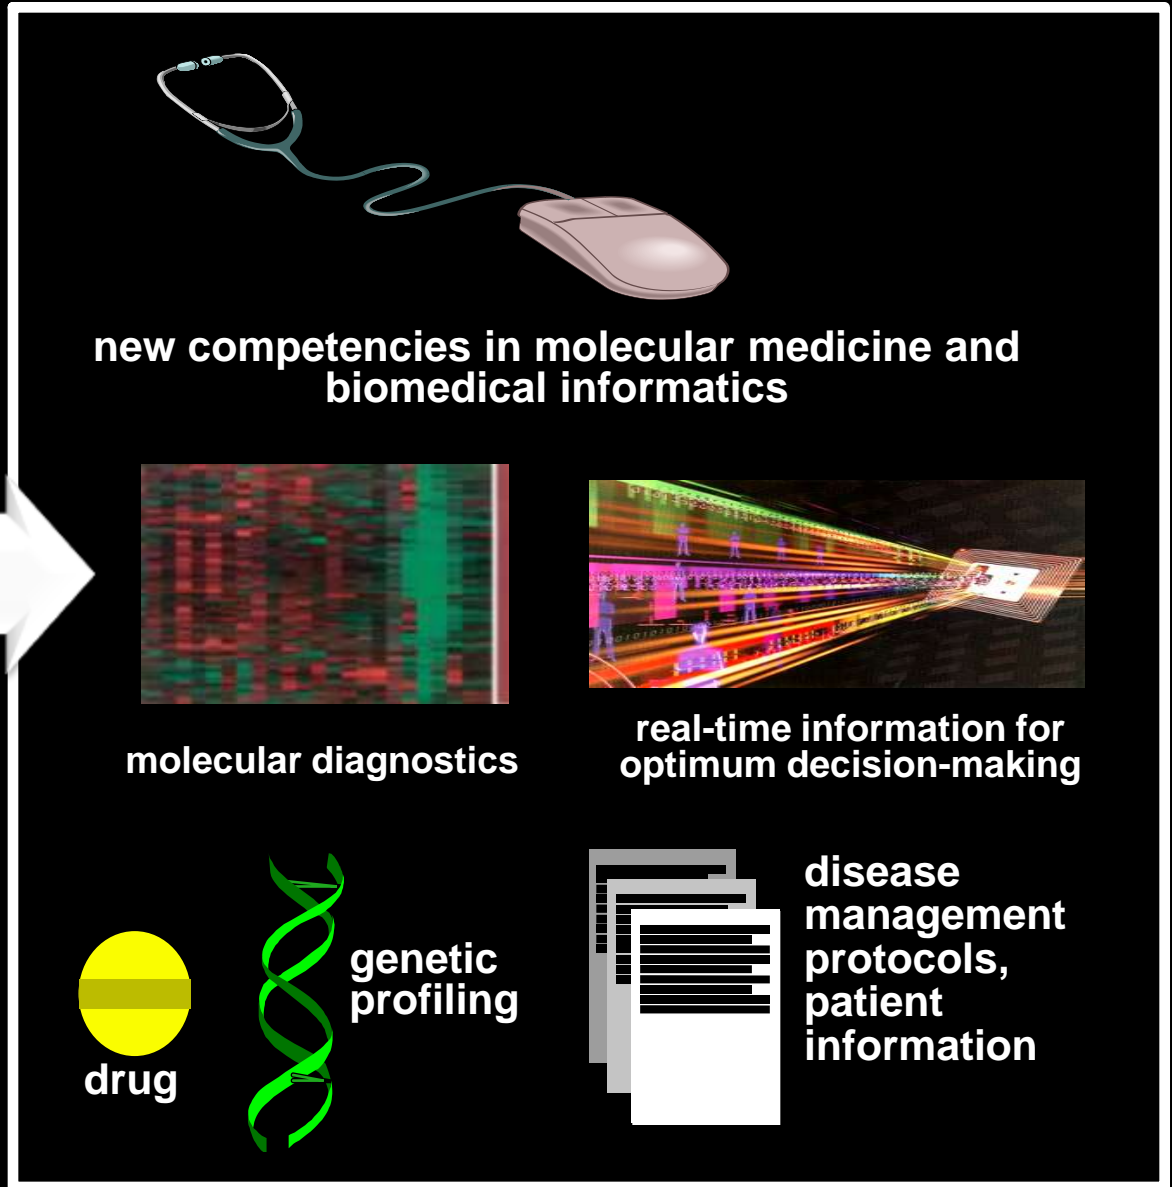 new competencies in molecular medicine and
biomedical informatics
molecular diagnostics
real-time information for
optimum decision-making
drug
genetic
profiling
disease
management
protocols,
patient
information